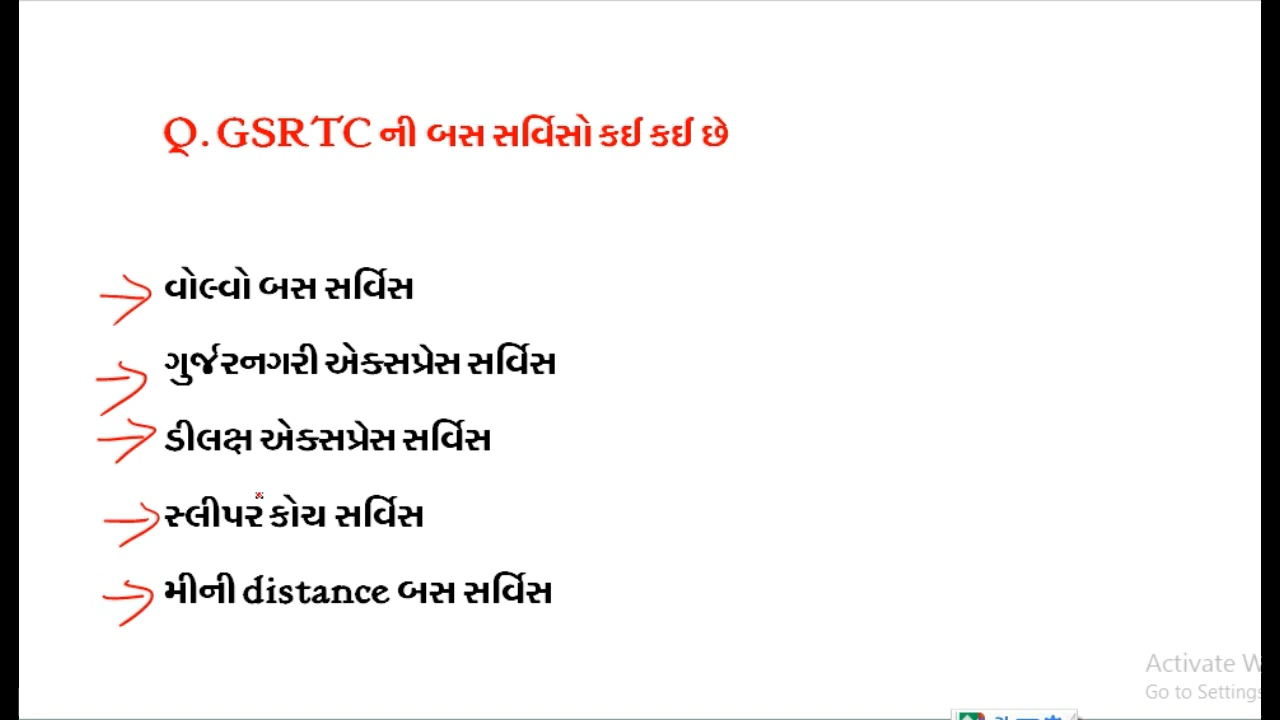 Q. GSRTC ની બસ સર્વિસો કઈ કઈ છે
વોલ્વો બસ સર્વિસ
ગુર્જરનગરી એક્સપ્રેસ સર્વિસ
ડીલક્ષ એક્સપ્રેસ સર્વિસ
સ્લીપર કોચ સર્વિસ
મીની distance બસ સર્વિસ
Activate W
Go to Settings